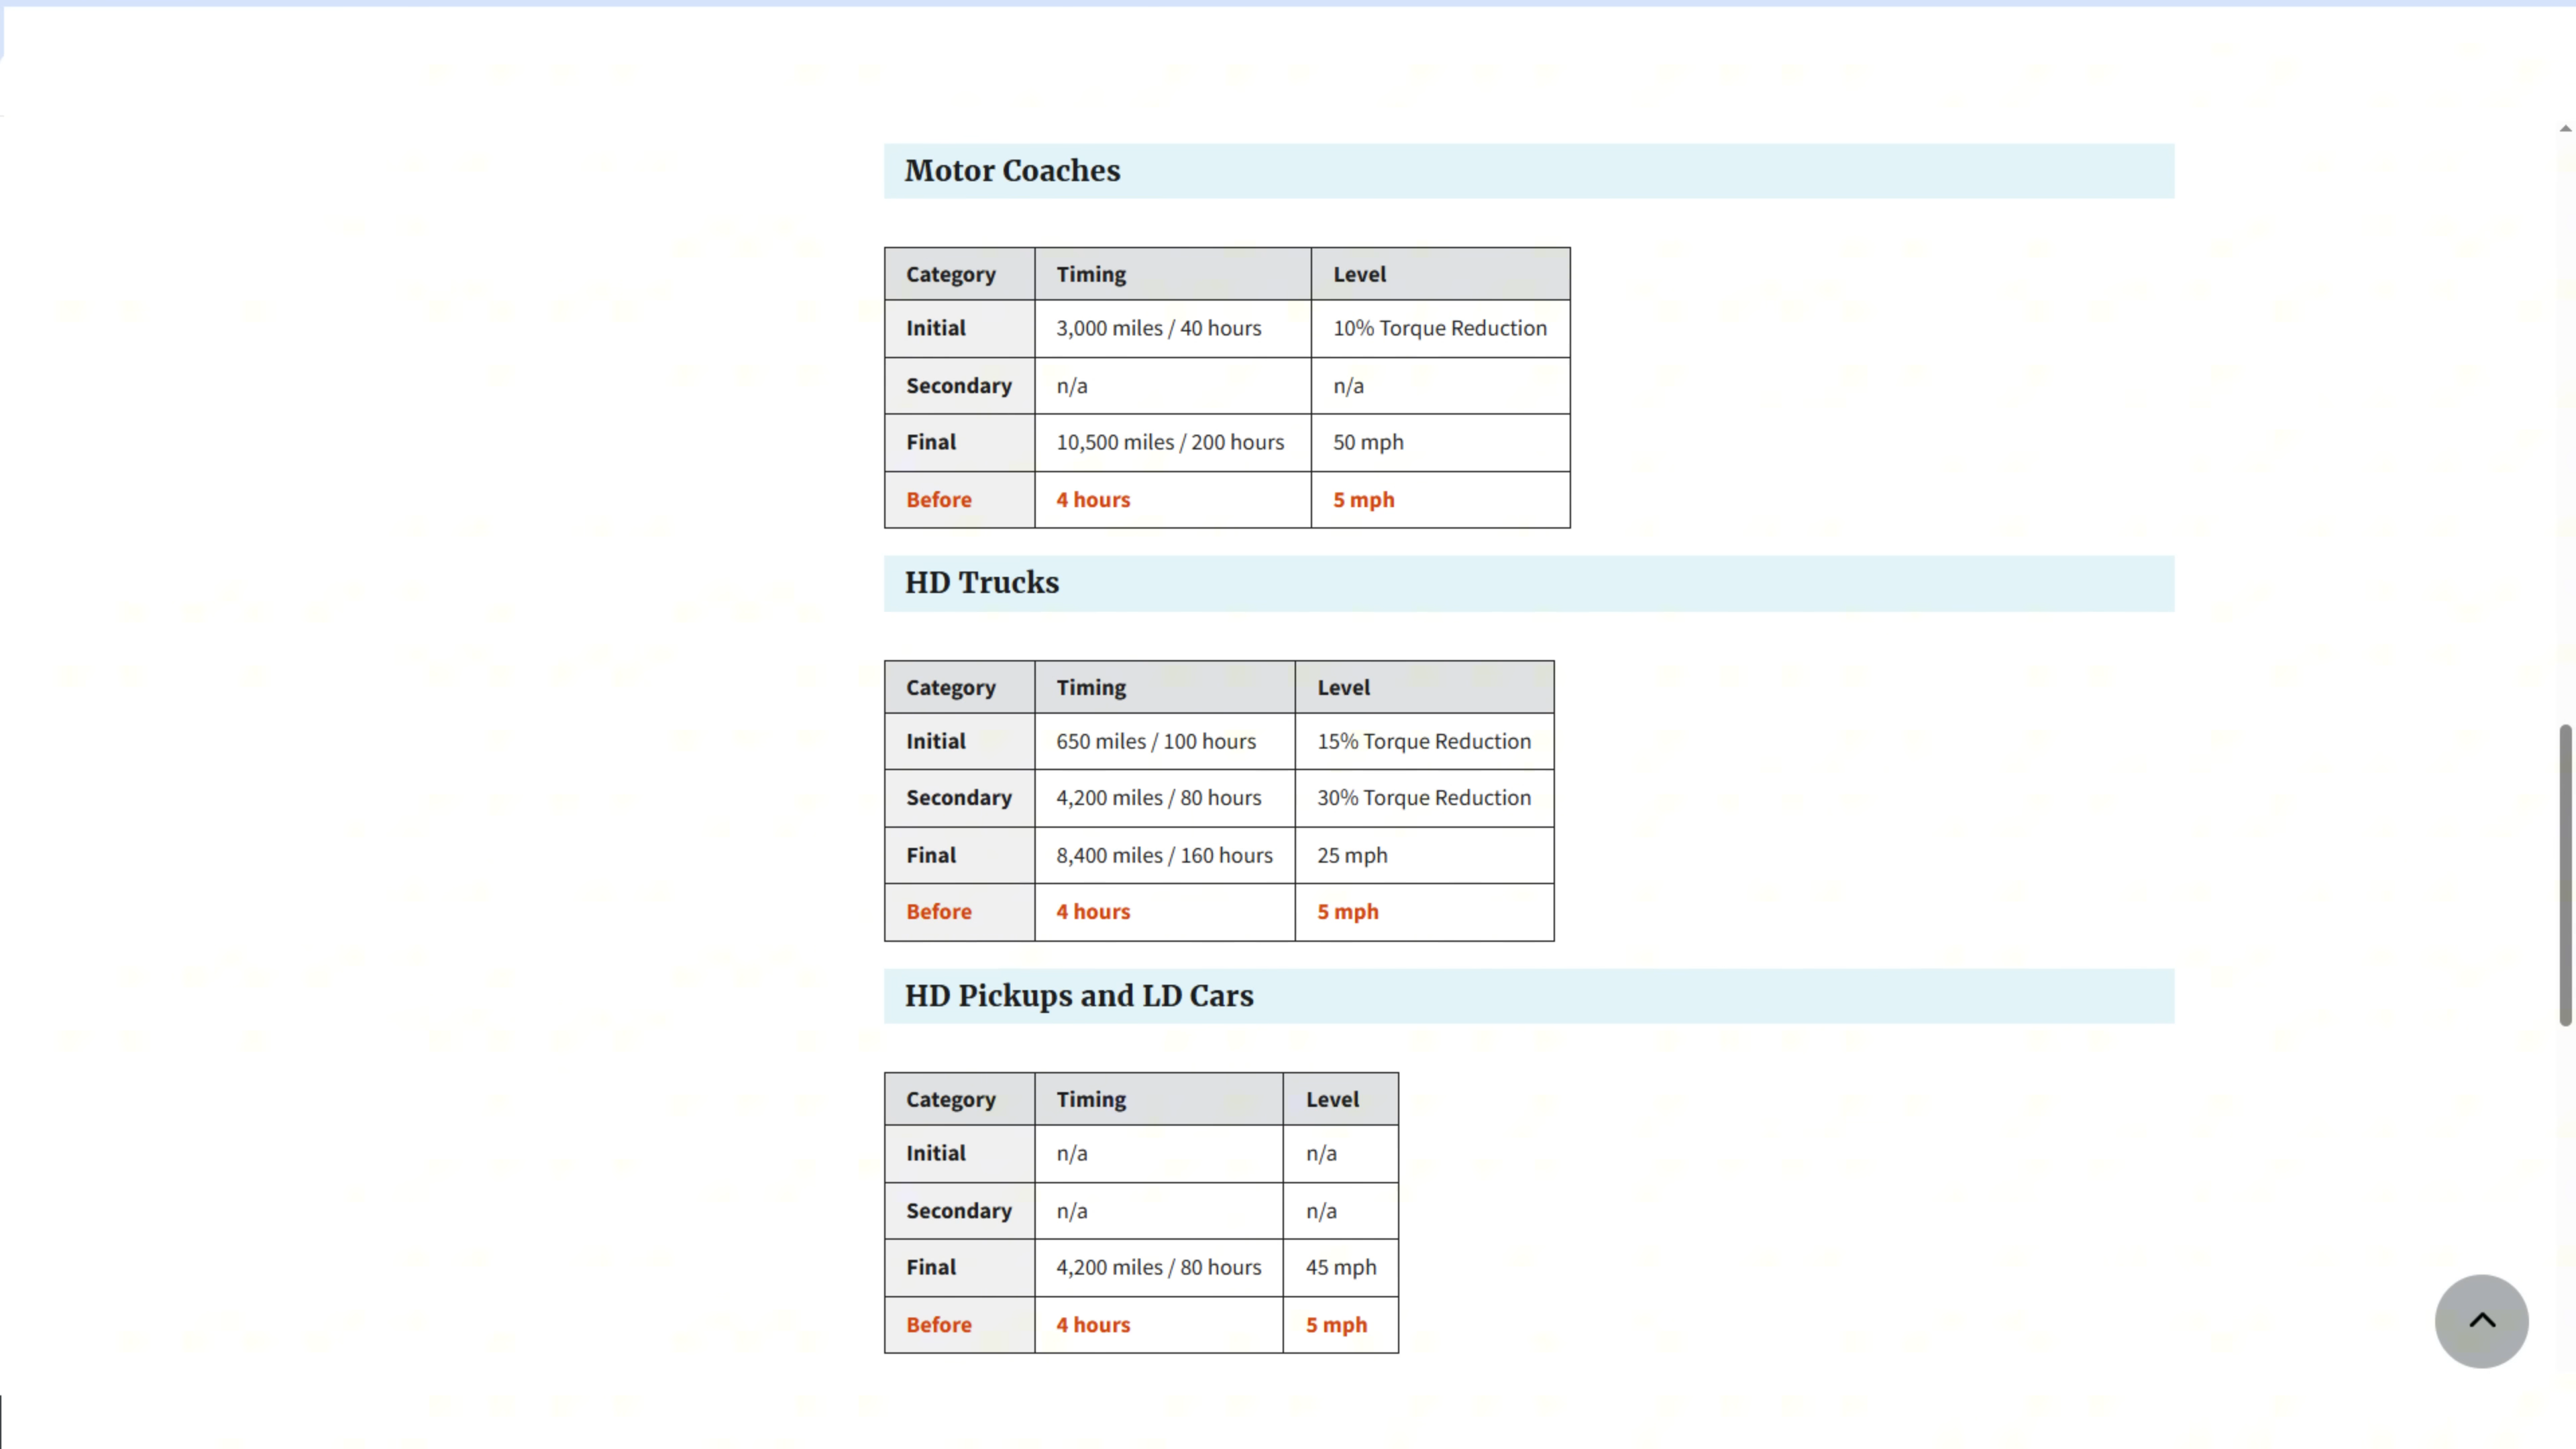 Motor Coaches
Category Timing Level
Initial 3,000 miles / 40 hours 10% Torque Reduction
Secondary n/a n/a
Final 10,500 miles / 200 hours 50 mph
Before 4 hours 5 mph
HD Trucks
Category Timing Level
Initial 650 miles / 100 hours 15% Torque Reduction
Secondary 4,200 miles / 80 hours 30% Torque Reduction
Final 8,400 miles / 160 hours 25 mph
Before 4 hours 5 mph
HD Pickups and LD Cars
Category Timing Level
Initial n/a n/a
Secondary n/a n/a
Final 4,200 miles / 80 hours 45 mph
Before 4 hours 5 mph